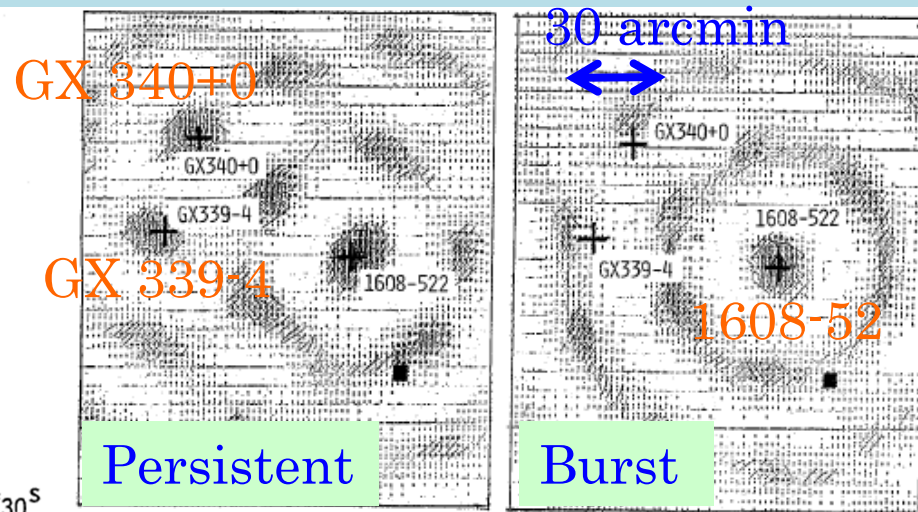 30 arcmin
GX 340+0
GX340+0
GX340+0
GX339-4
1608-522
GX339-4
GX 339-4
1608-522
1608-52
Persistent
Burst
30s